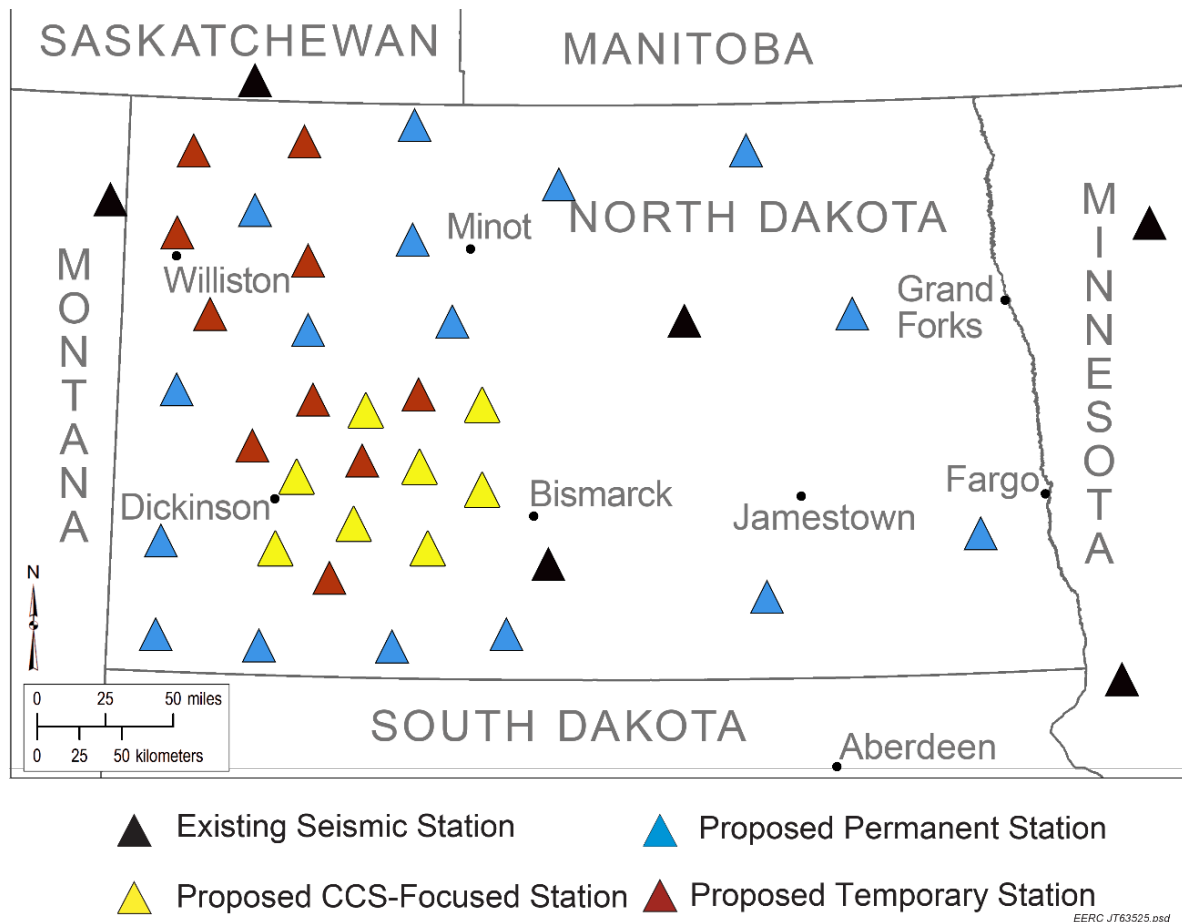 SASKATCHEWAN
MANITOBA
NORTH DAKOTA
MONTANA
MINNESOTA
Minot
Williston
Grand
Forks
Dickinson
Bismarck
Jamestown
Fargo
N
0 25 50 miles
0 25 50 kilometers
SOUTH DAKOTA
Aberdeen
Existing Seismic Station
Proposed Permanent Station
Proposed CCS-Focused Station
Proposed Temporary Station
EERC JT63525.psd